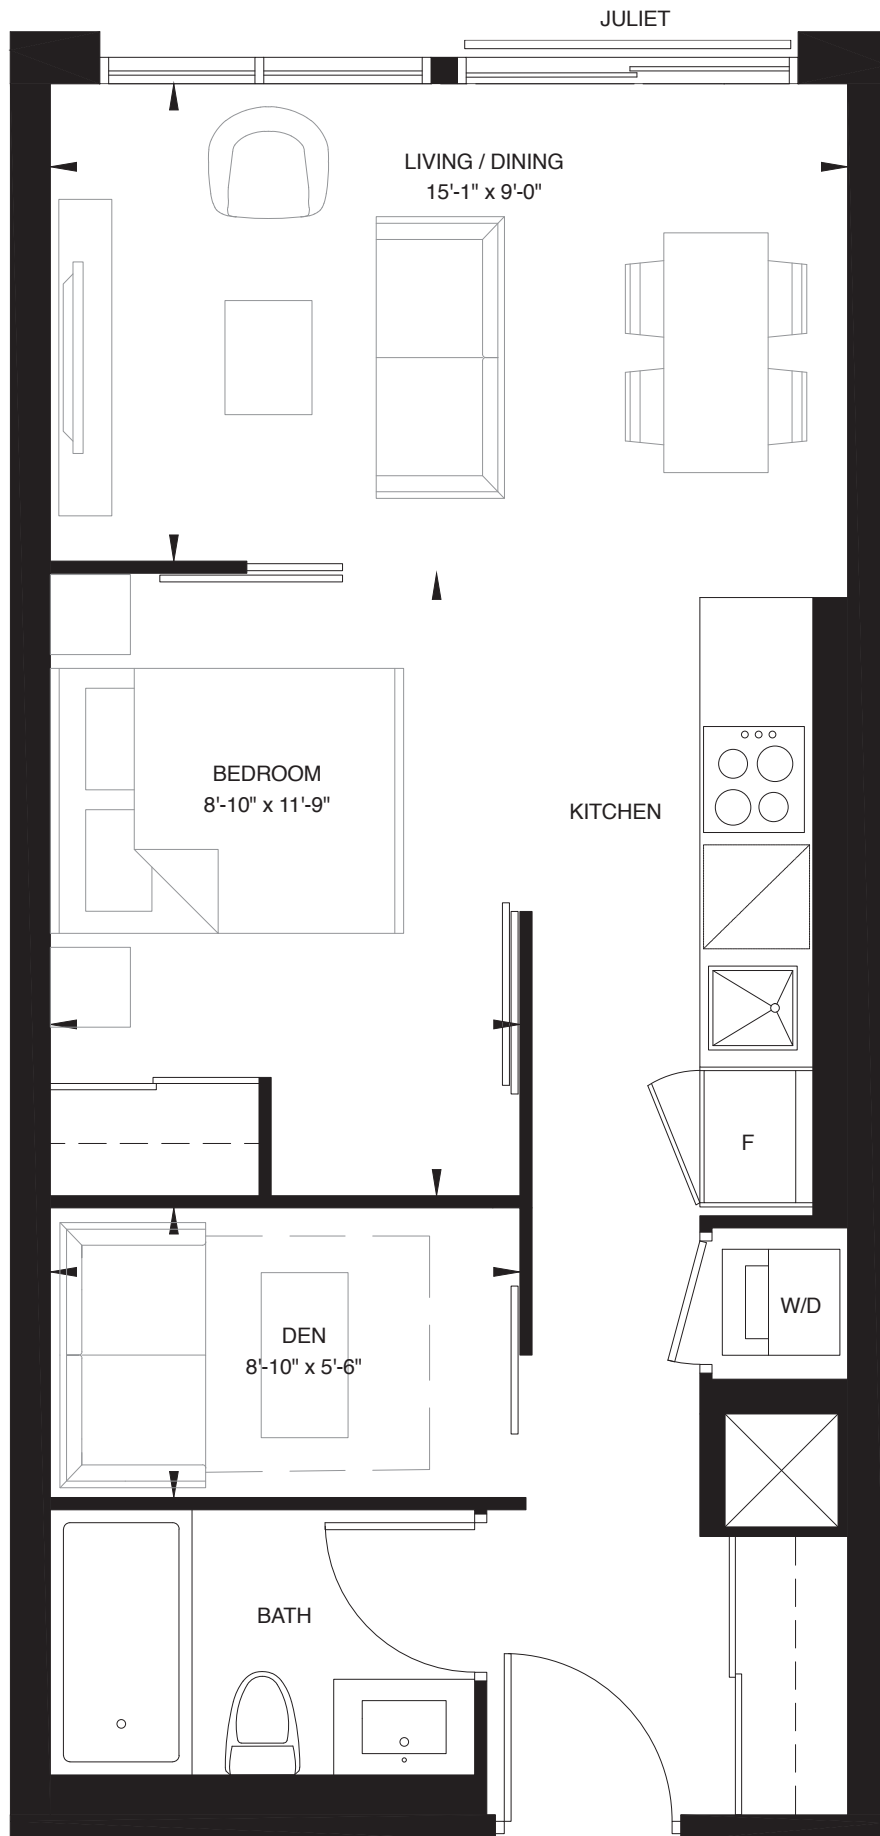 JULIET
LIVING / DINING
15'-1" x 9'-0"
BEDROOM
8'-10" x 11'-9"
KITCHEN
F
W/D
DEN
8'-10" x 5'-6"
BATH